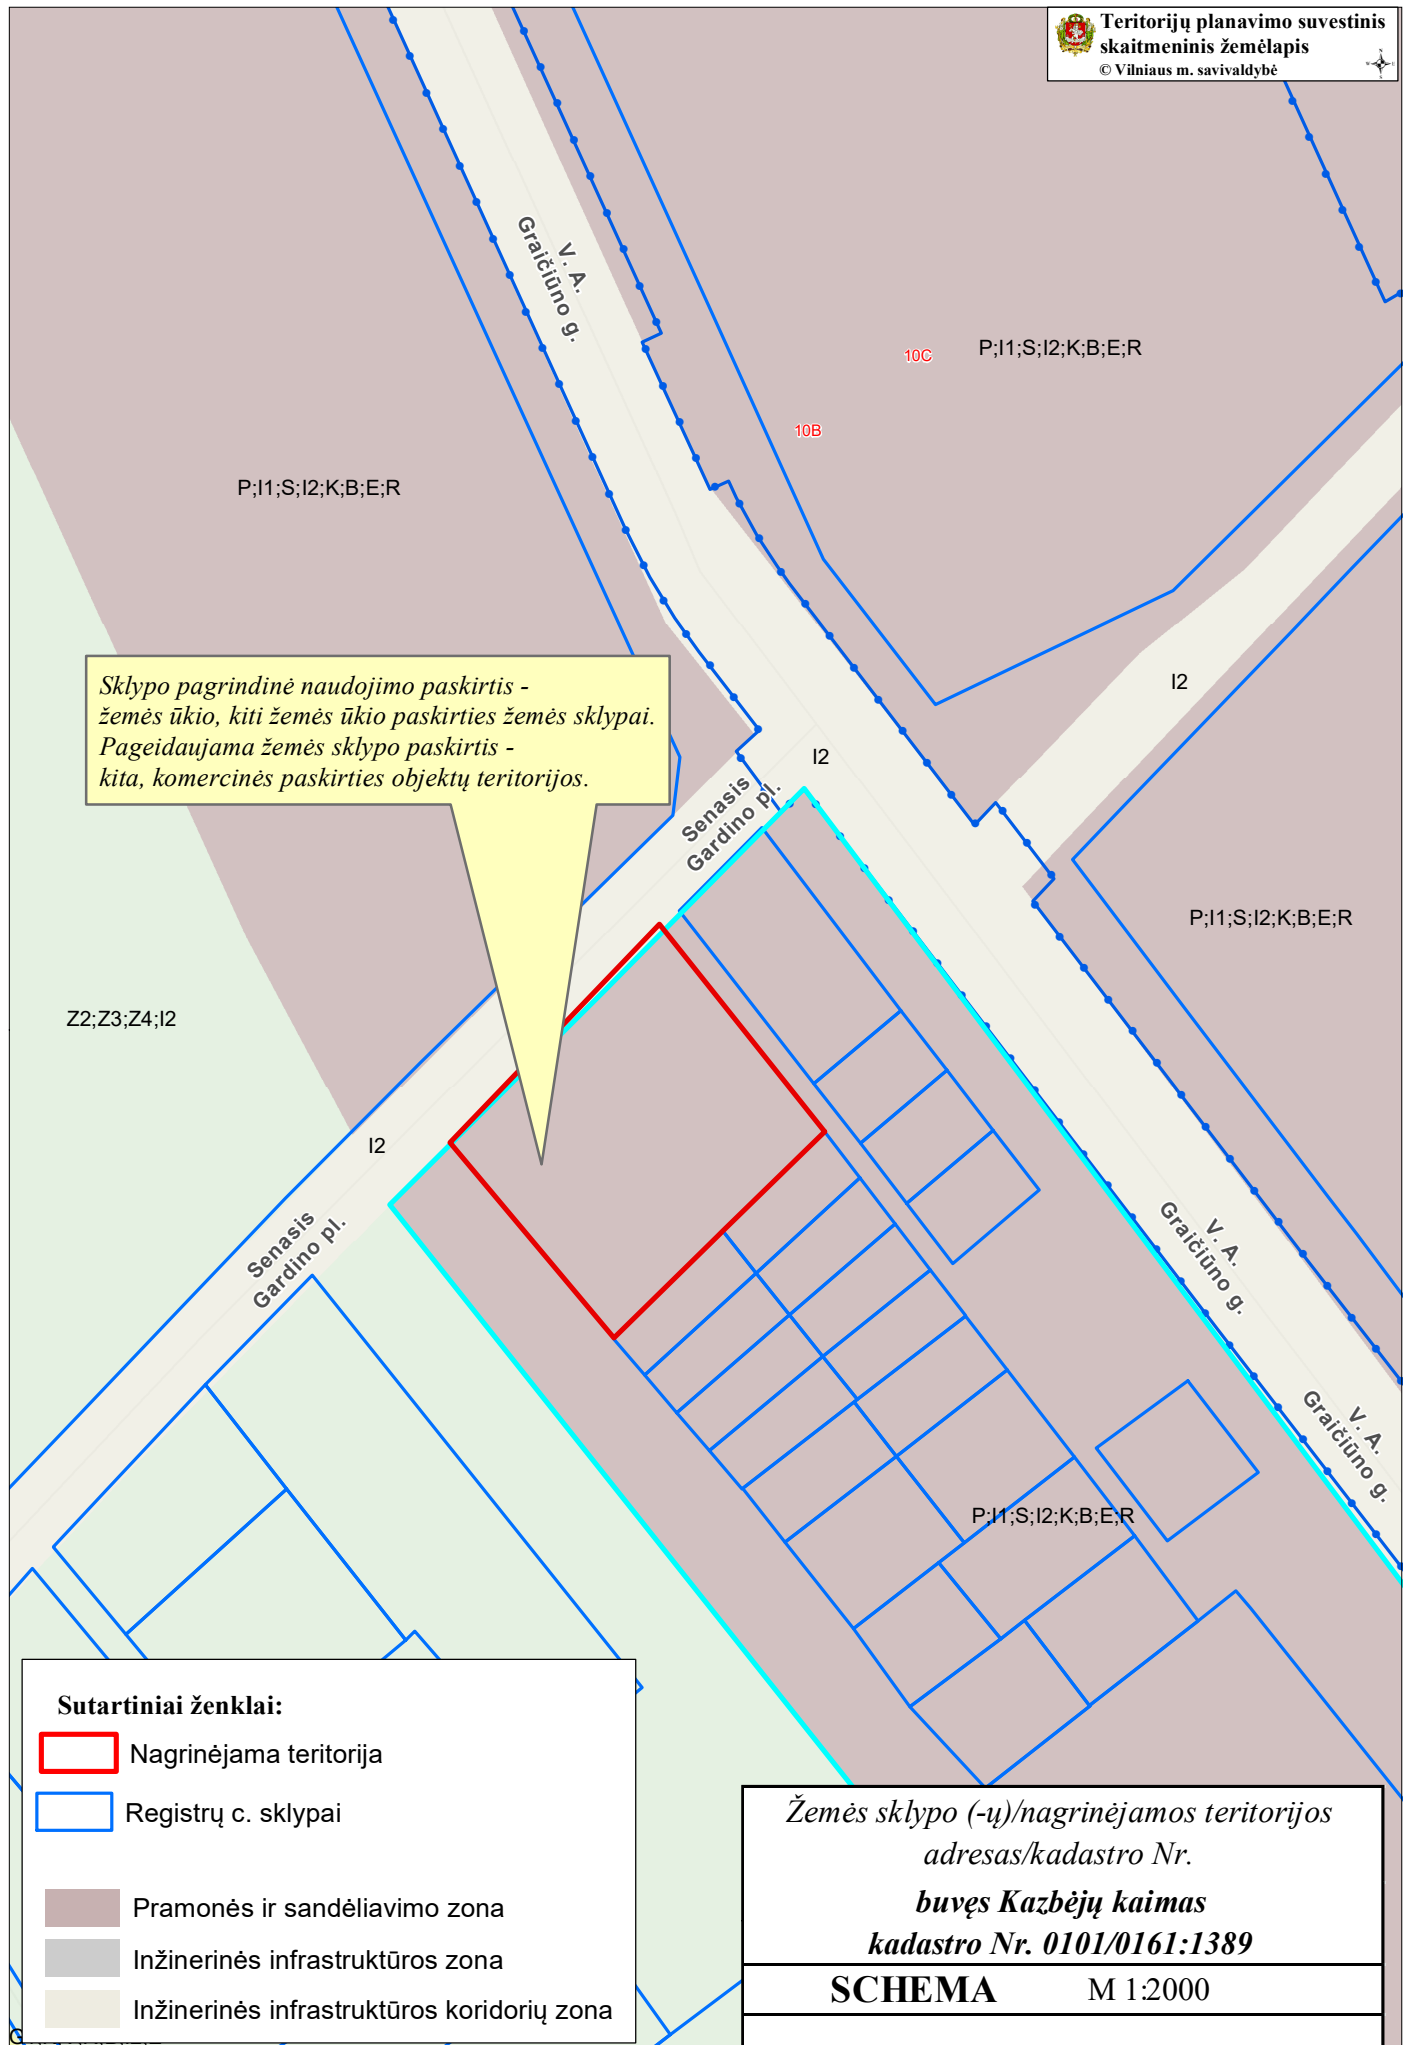 Teritorijų planavimo suvestinis
skaitmeninis žemėlapis
© Vilniaus m. savivaldybė
V. A.
Graičiūno g.
10C
P;I1;S;I2;K;B;E;R
10B
P;I1;S;I2;K;B;E;R
Sklypo pagrindinė naudojimo paskirtis -
žemės ūkio, kiti žemės ūkio paskirties žemės sklypai.
Pageidaujama žemės sklypo paskirtis -
kita, komercinės paskirties objektų teritorijos.
I2
I2
Senasis
Gardino pl.
P;I1;S;I2;K;B;E;R
Z2;Z3;Z4;I2
I2
Senasis
Gardino pl.
V. A.
Graičiūno g.
V. A.
Graičiūno g.
P;I1;S;I2;K;B;E;R
Sutartiniai ženklai:
Nagrinėjama teritorija
Registrų c. sklypai
Pramonės ir sandėliavimo zona
Inžinerinės infrastruktūros zona
Inžinerinės infrastruktūros koridorių zona
Žemės sklypo (-ų)/nagrinėjamos teritorijos
adresas/kadastro Nr.
buvęs Kazbėjų kaimas
kadastro Nr. 0101/0161:1389
SCHEMA M 1:2000